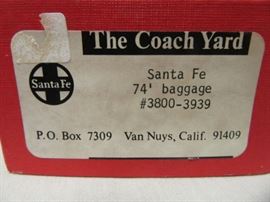 The Coach Yard
Santa Fe
Santa Fe
74' baggage
#3800-3939
P.O. Box 7309 Van Nuys, Calif. 91409